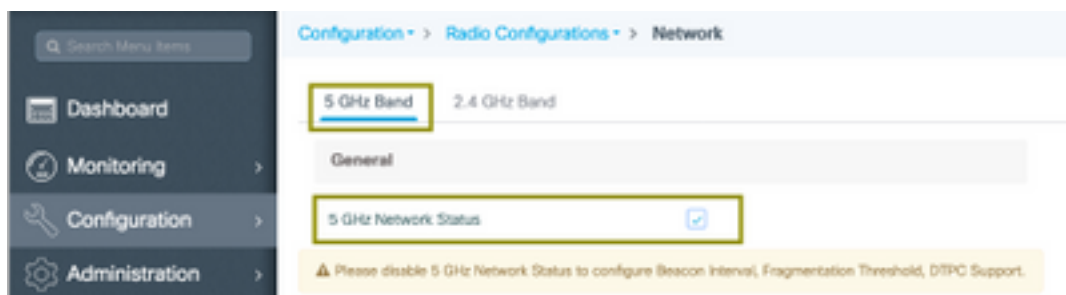 Search Menu Items
Dashboard
Monitoring
Configuration
Administration
Configuration > Radio Configurations > Network
5 GHz Band
2.4 GHz Band
General
5 GHz Network Status
Please disable 5 GHz Network Status to configure Beacon Interval, Fragmentation Threshold, DTPC Support.